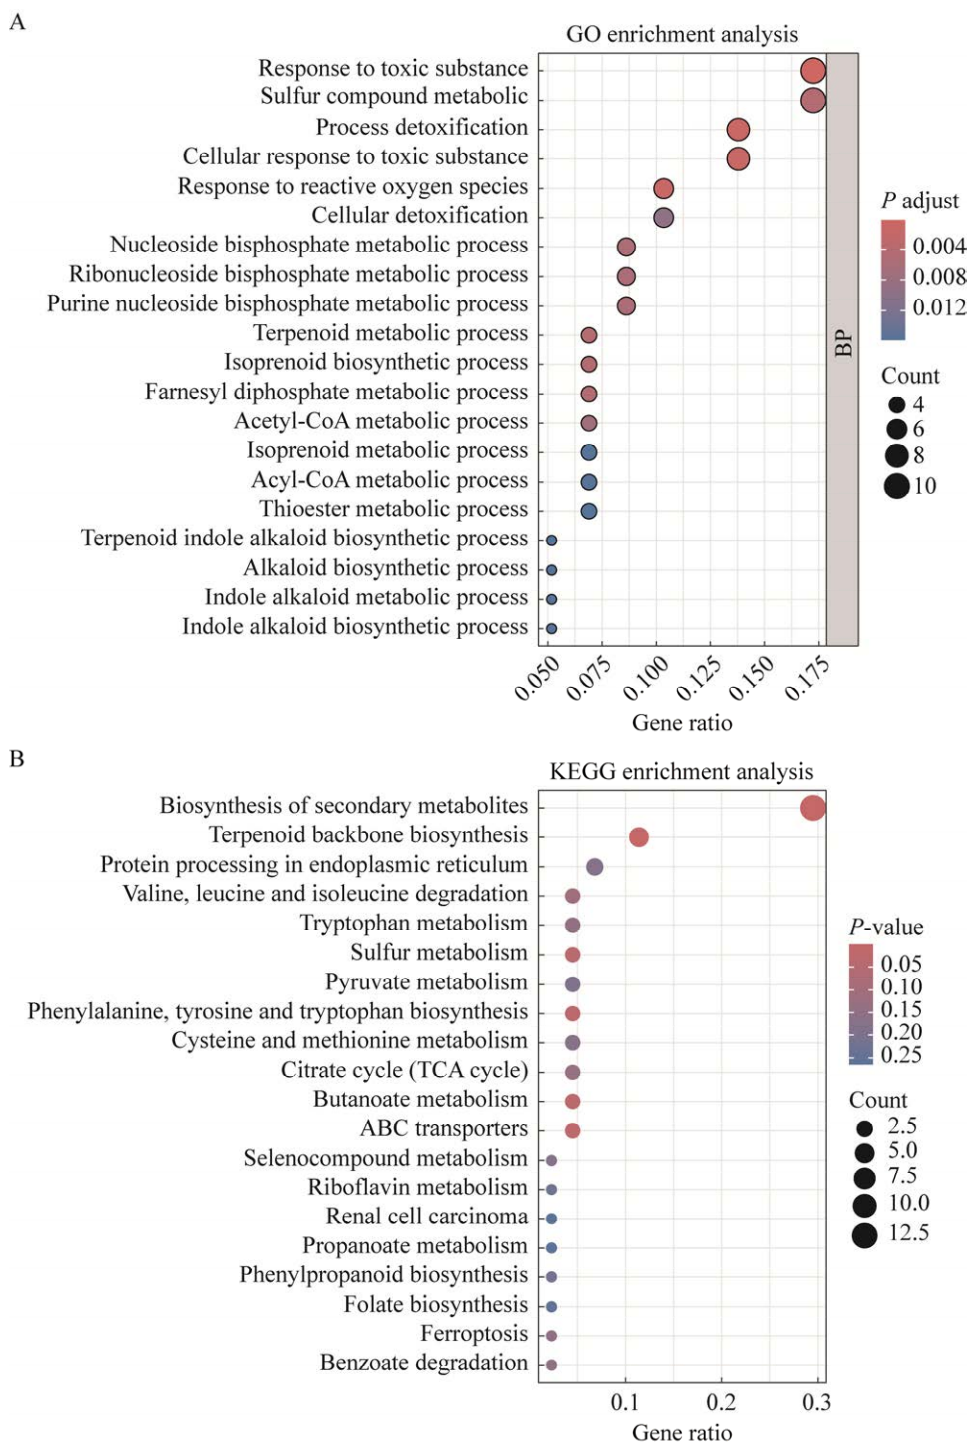 A
GO enrichment analysis
Response to toxic substance
Sulfur compound metabolic
Process detoxification
Cellular response to toxic substance
Response to reactive oxygen species
Cellular detoxification
Nucleoside bisphosphate metabolic process
Ribonucleoside bisphosphate metabolic process
Purine nucleoside bisphosphate metabolic process
Terpenoid metabolic process
Isoprenoid biosynthetic process
Farnesyl diphosphate metabolic process
Acetyl-CoA metabolic process
Isoprenoid metabolic process
Acyl-CoA metabolic process
Thioester metabolic process
Terpenoid indole alkaloid biosynthetic process
Alkaloid biosynthetic process
Indole alkaloid metabolic process
Indole alkaloid biosynthetic process
BP
P adjust
0.004
0.008
0.012
Count
4
6
8
10
0.050 0.075 0.100 0.125 0.150 0.175
Gene ratio
B
KEGG enrichment analysis
Biosynthesis of secondary metabolites
Terpenoid backbone biosynthesis
Protein processing in endoplasmic reticulum
Valine, leucine and isoleucine degradation
Tryptophan metabolism
Sulfur metabolism
Pyruvate metabolism
Phenylalanine, tyrosine and tryptophan biosynthesis
Cysteine and methionine metabolism
Citrate cycle (TCA cycle)
Butanoate metabolism
ABC transporters
Selenocompound metabolism
Riboflavin metabolism
Renal cell carcinoma
Propanoate metabolism
Phenylpropanoid biosynthesis
Folate biosynthesis
Ferroptosis
Benzoate degradation
P-value
0.05
0.10
0.15
0.20
0.25
Count
2.5
5.0
7.5
10.0
12.5
0.1 0.2 0.3
Gene ratio